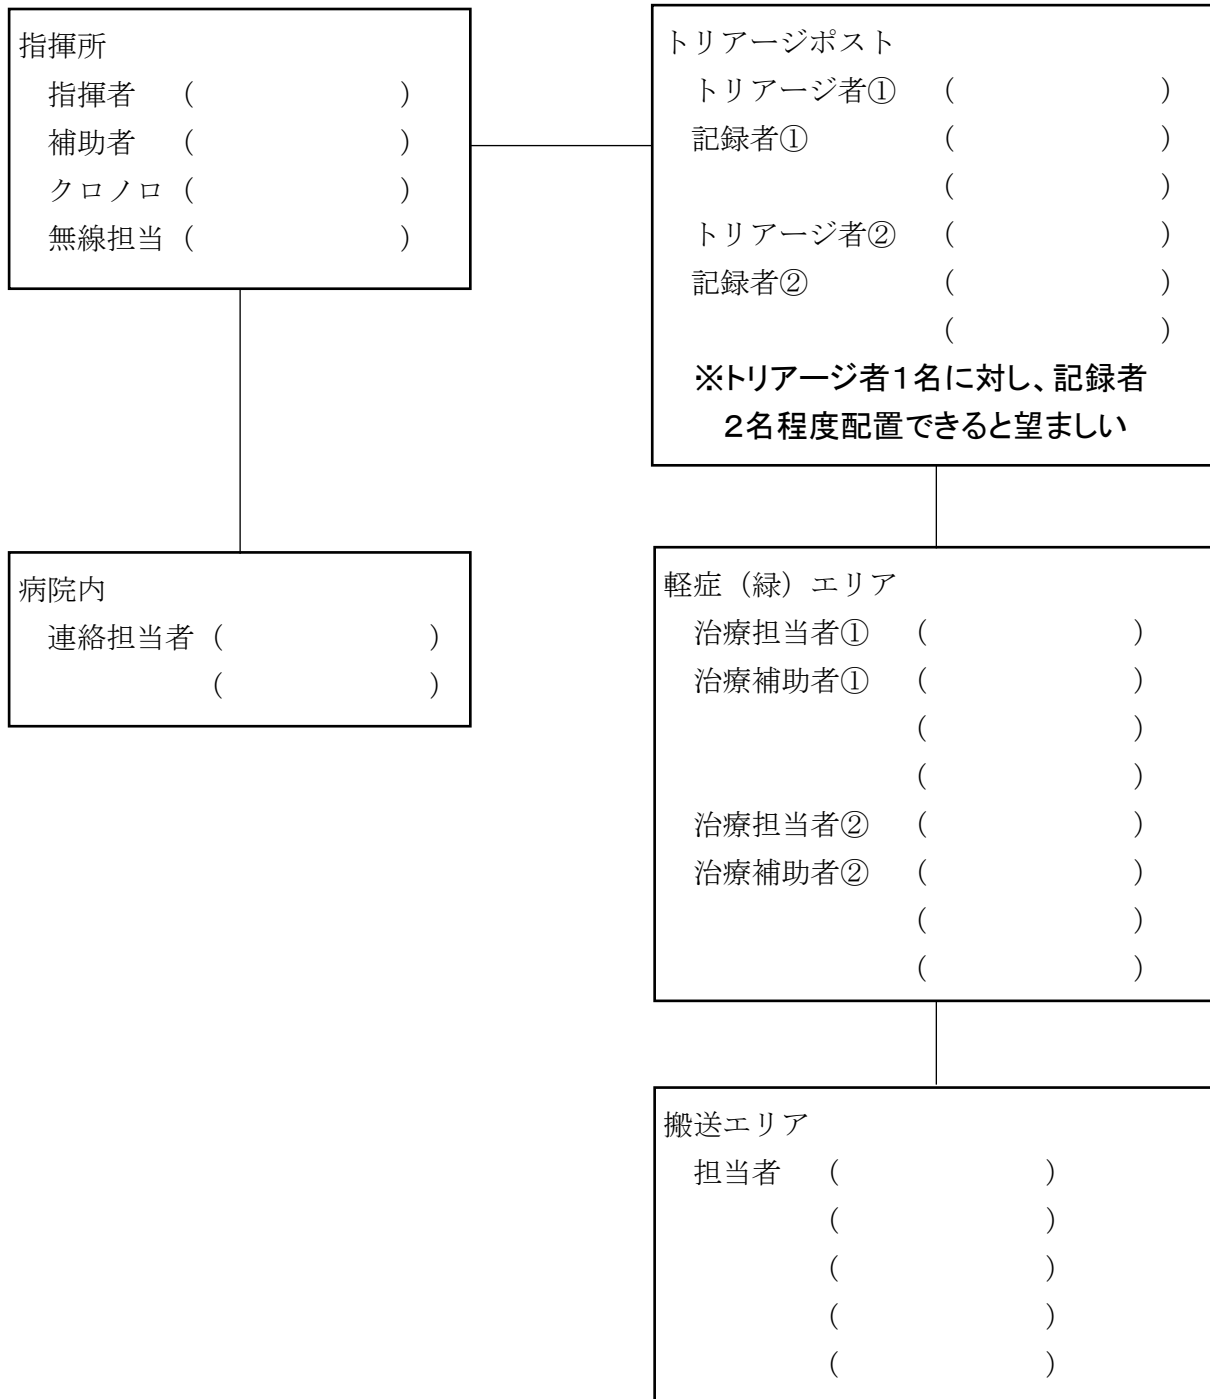 指揮所
指揮者 ( )
補助者 ( )
クロノロ ( )
無線担当 ( )
トリアージポスト
トリアージ者① ( )
記録者① ( )
( )
トリアージ者② ( )
記録者② ( )
( )
※トリアージ者１名に対し、記録者
２名程度配置できると望ましい
病院内
連絡担当者 ( )
( )
軽症（緑）エリア
治療担当者① ( )
治療補助者① ( )
( )
( )
治療担当者② ( )
治療補助者② ( )
( )
( )
搬送エリア
担当者 ( )
( )
( )
( )
( )